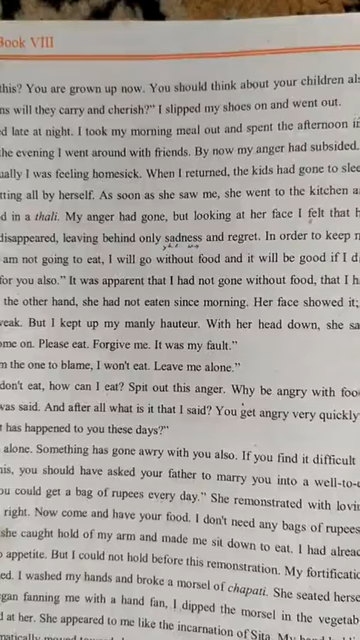 Book VIII
this? You are grown up now. You should think about your children als
ns will they carry and cherish?" I slipped my shoes on and went out.
ed late at night. I took my morning meal out and spent the afternoon i
the evening I went around with friends. By now my anger had subsided.
ually I was feeling homesick. When I returned, the kids had gone to slee
tting all by herself. As soon as she saw me, she went to the kitchen a
d in a thali. My anger had gone, but looking at her face I felt that h
disappeared, leaving behind only sadness and regret. In order to keep m
am not going to eat, I will go without food and it will be good if I d
for you also." It was apparent that I had not gone without food, that I h
the other hand, she had not eaten since morning. Her face showed it;
weak. But I kept up my manly hauteur. With her head down, she sa
ome on. Please eat. Forgive me. It was my fault."
m the one to blame, I won't eat. Leave me alone."
don't eat, how can I eat? Spit out this anger. Why be angry with foo
was said. And after all what is it that I said? You get angry very quickly
t has happened to you these days?"
alone. Something has gone awry with you also. If you find it difficult
his, you should have asked your father to marry you into a well-to-
ou could get a bag of rupees every day." She remonstrated with lovi
right. Now come and have your food. I don't need any bags of rupees
she caught hold of my arm and made me sit down to eat. I had alrea
appetite. But I could not hold before this remonstration. My fortificatio
ed. I washed my hands and broke a morsel of chapati. She seated herse
gan fanning me with a hand fan, I dipped the morsel in the vegetab
d at her. She appeared to me like the incarnation of Sita. My